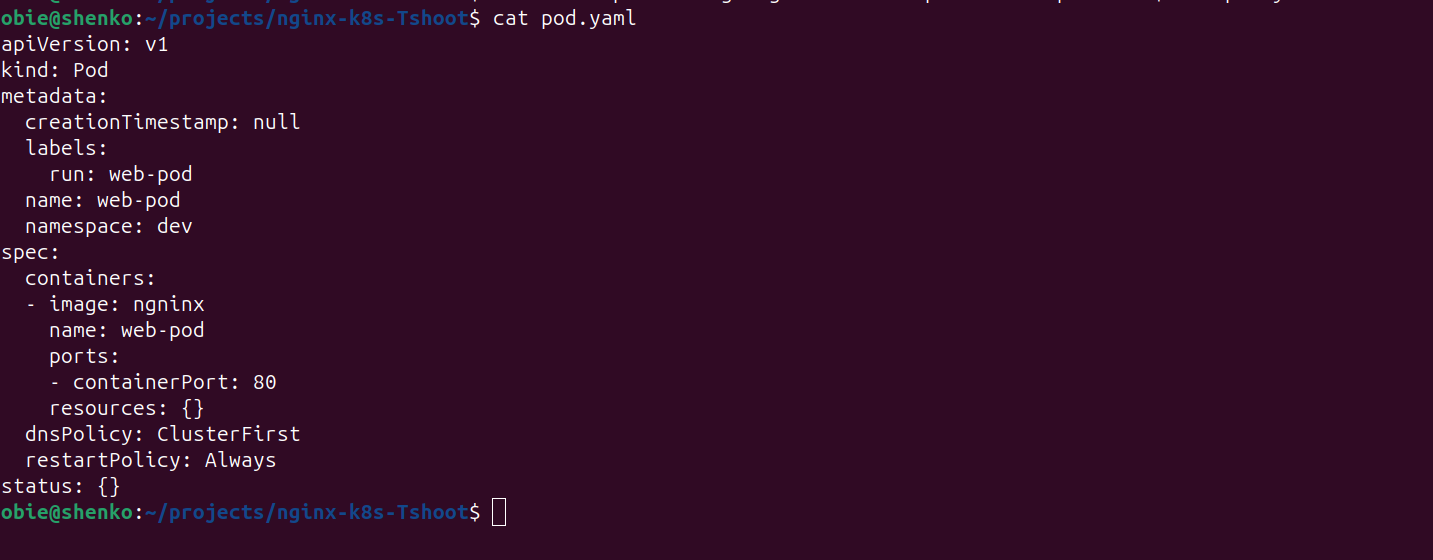 obie@shenko:~/projects/nginx-k8s-Tshoot$ cat pod.yaml
apiVersion: v1
kind: Pod
metadata:
  creationTimestamp: null
  labels:
    run: web-pod
  name: web-pod
  namespace: dev
spec:
  containers:
  - image: ngninx
    name: web-pod
    ports:
    - containerPort: 80
    resources: {}
  dnsPolicy: ClusterFirst
  restartPolicy: Always
status: {}
obie@shenko:~/projects/nginx-k8s-Tshoot$